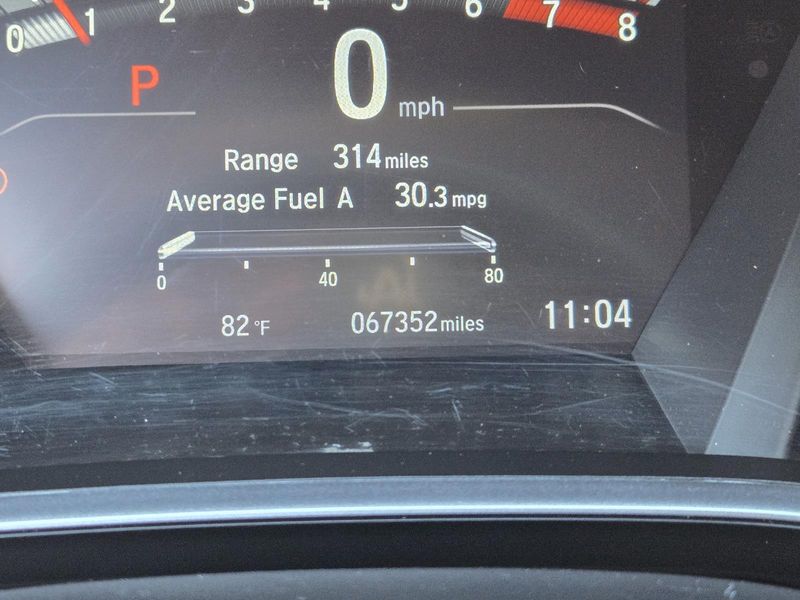 0 1 2 3 4 5 6 7 8
P 0 mph
Range 314 miles
Average Fuel A 30.3 mpg
0 40 80
82 °F 067352 miles 11:04